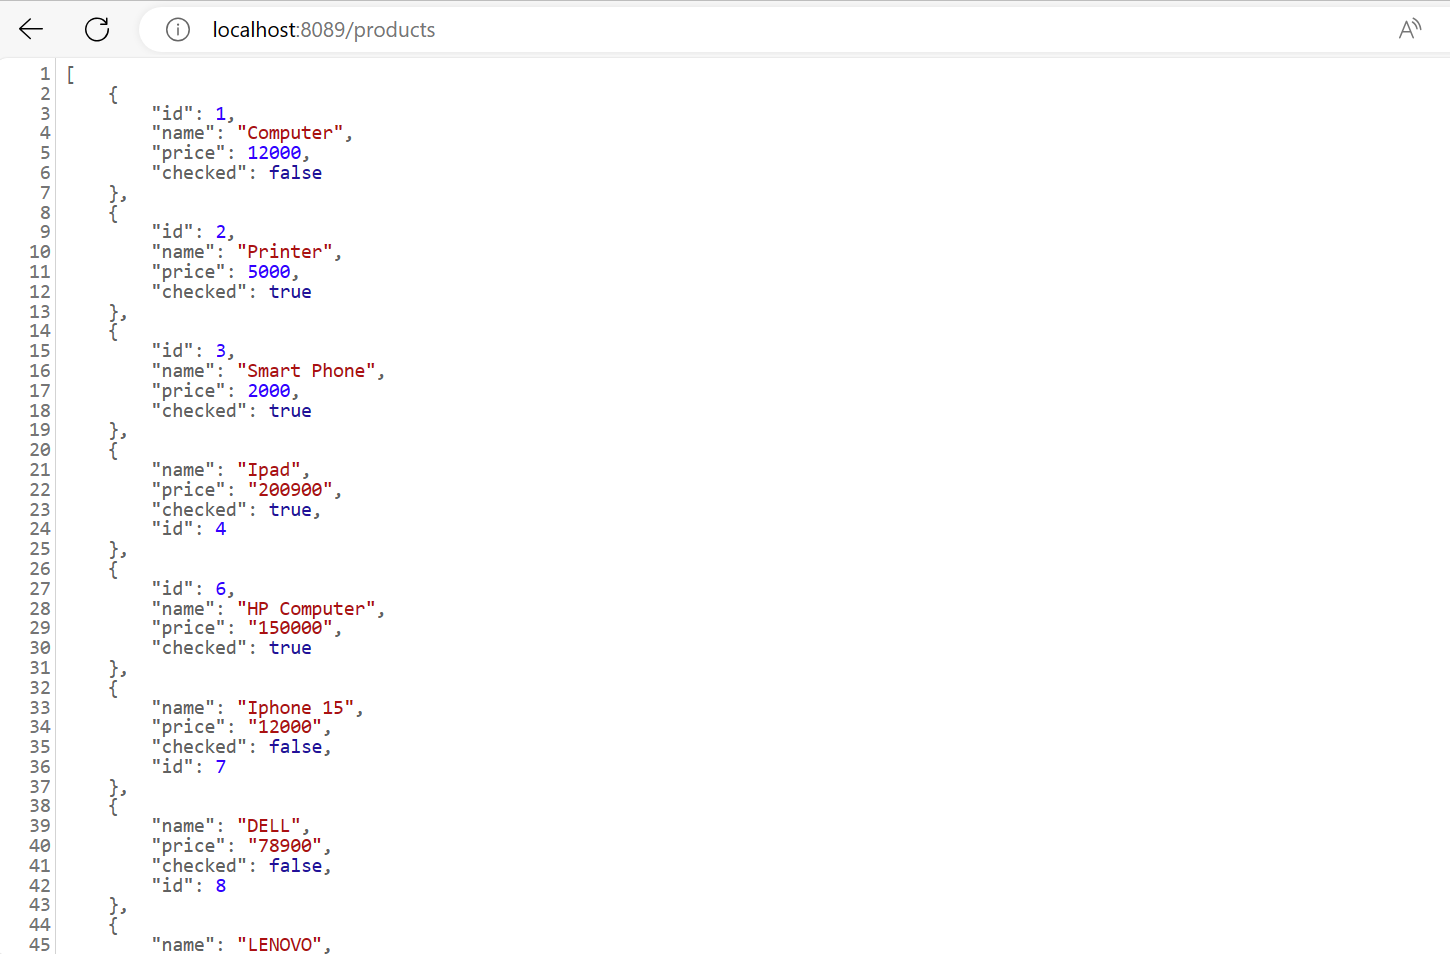 localhost:8089/products
1 [
2 {
3 "id": 1,
4 "name": "Computer",
5 "price": 12000,
6 "checked": false
7 },
8 {
9 "id": 2,
10 "name": "Printer",
11 "price": 5000,
12 "checked": true
13 },
14 {
15 "id": 3,
16 "name": "Smart Phone",
17 "price": 2000,
18 "checked": true
19 },
20 {
21 "name": "Ipad",
22 "price": "200900",
23 "checked": true,
24 "id": 4
25 },
26 {
27 "id": 6,
28 "name": "HP Computer",
29 "price": "150000",
30 "checked": true
31 },
32 {
33 "name": "Iphone 15",
34 "price": "12000",
35 "checked": false,
36 "id": 7
37 },
38 {
39 "name": "DELL",
40 "price": "78900",
41 "checked": false,
42 "id": 8
43 },
44 {
45 "name": "LENOVO",